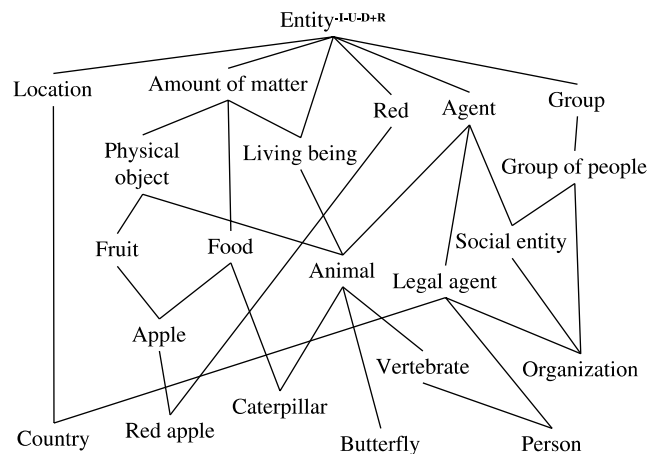 Entity-I-U-D+R
Location
Amount of matter
Red
Agent
Group
Physical
object
Living being
Group of people
Fruit
Food
Animal
Social entity
Legal agent
Apple
Vertebrate
Organization
Country
Red apple
Caterpillar
Butterfly
Person